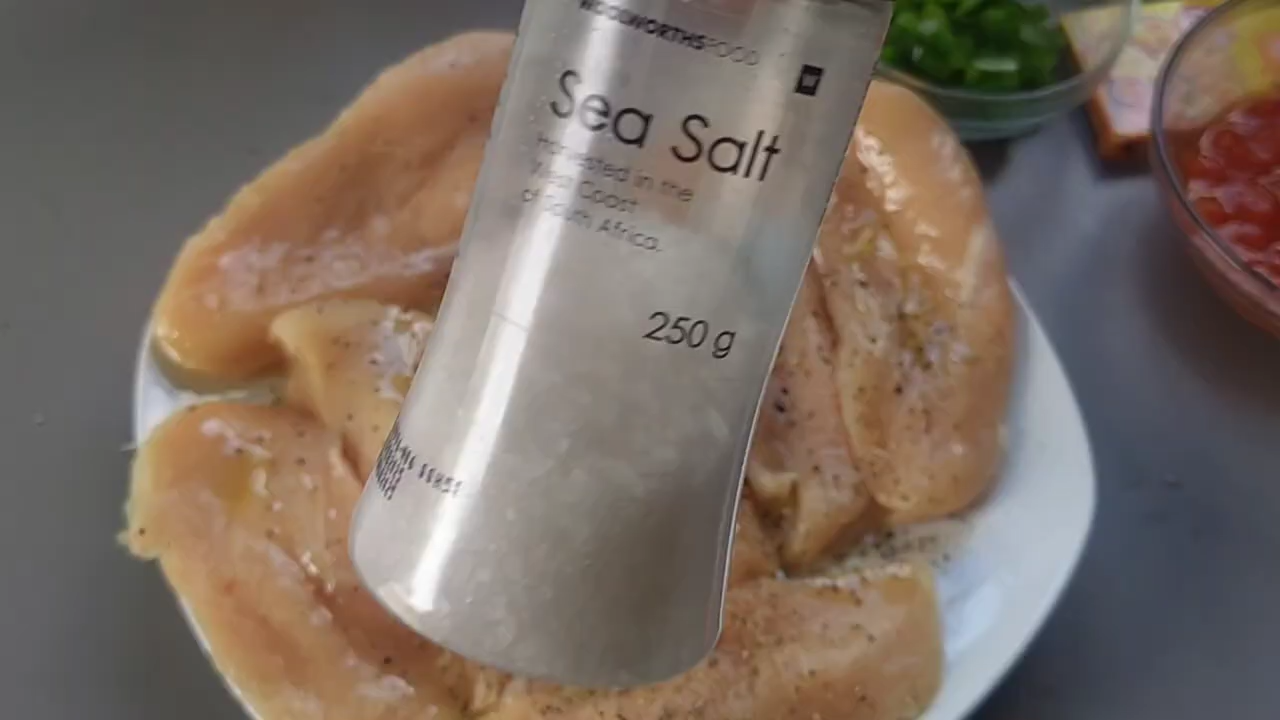 WOOLWORTHSFOOD
W
Sea Salt
Harvested in the
West Coast
of South Africa.
250 g